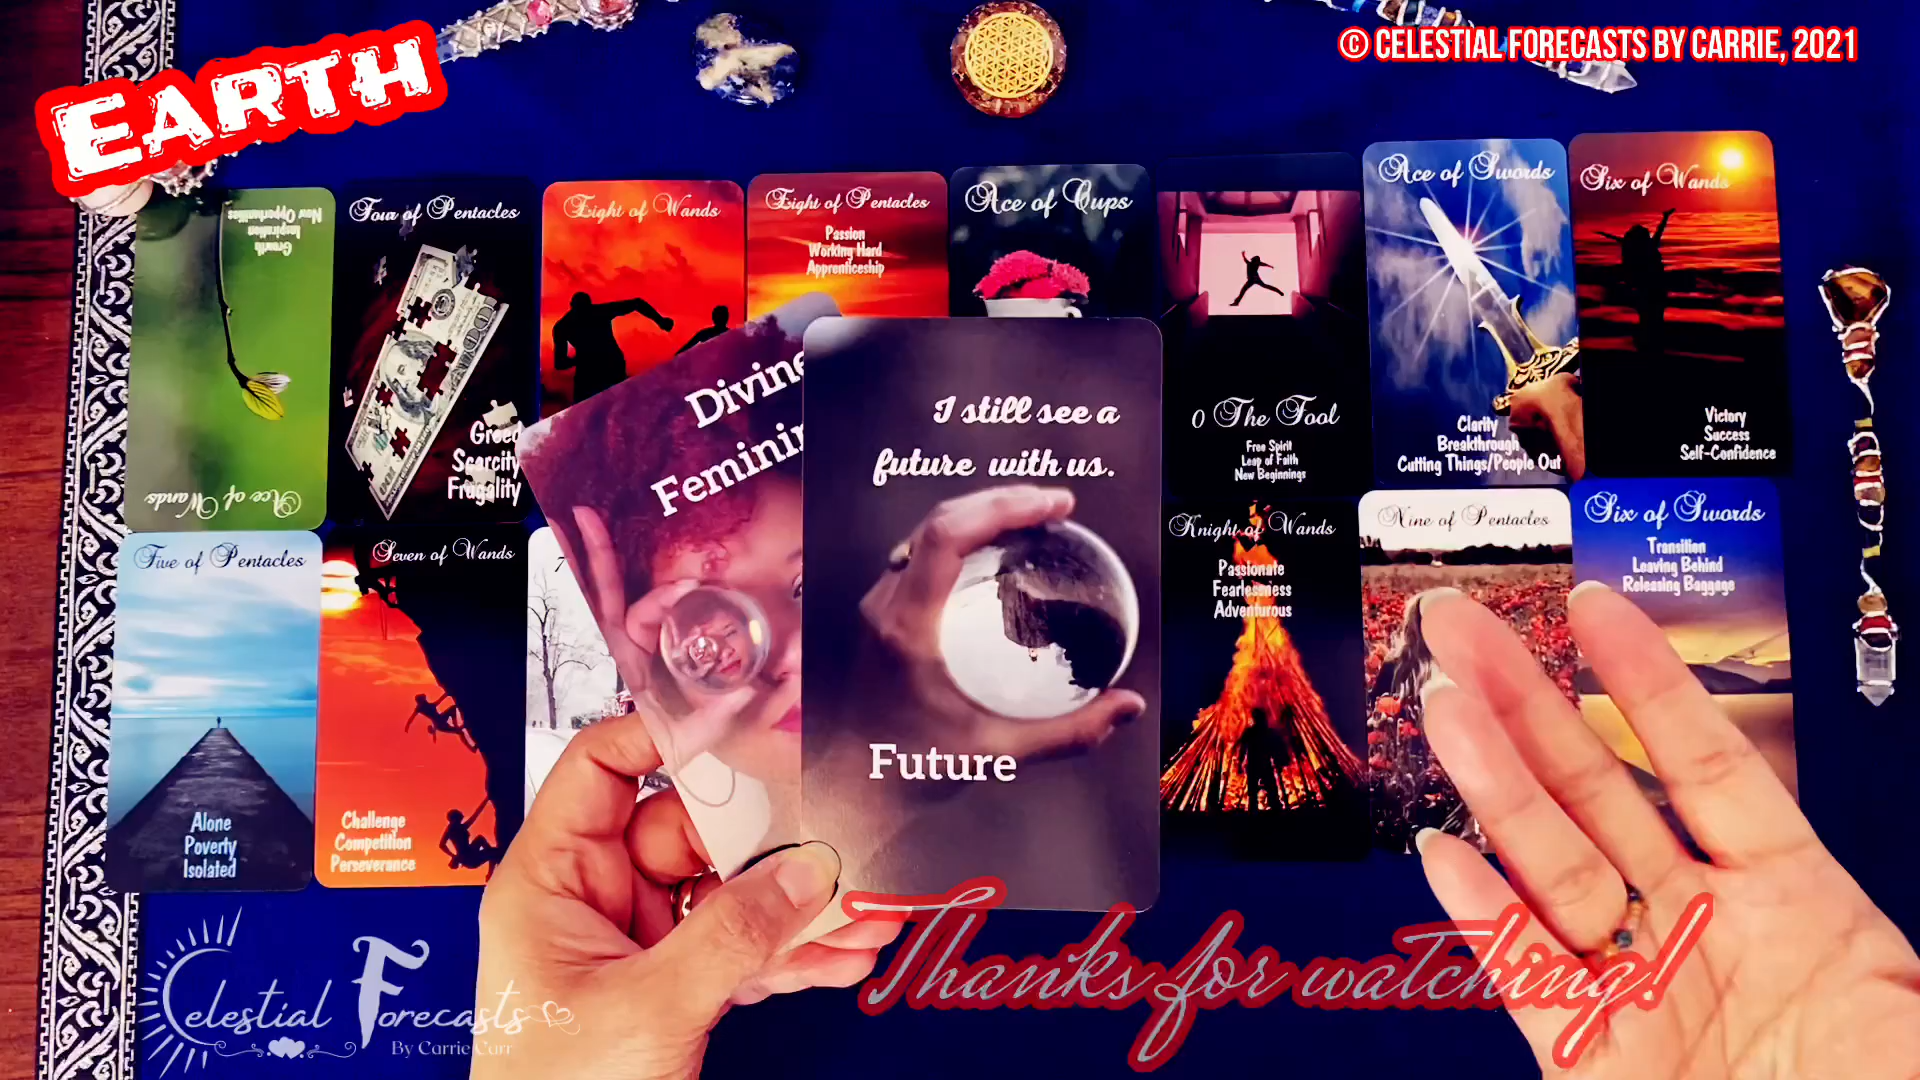 EARTH
© CELESTIAL FORECASTS BY CARRIE, 2021
Ace of Wands
Growth
Inspiration
New Opportunities
Four of Pentacles
Greed
Scarcity
Frugality
Eight of Wands
Eight of Pentacles
Passion
Working Hard
Apprenticeship
Ace of Cups
0 The Fool
Free Spirit
Leap of Faith
New Beginnings
Ace of Swords
Clarity
Breakthrough
Cutting Things/People Out
Six of Wands
Victory
Success
Self-Confidence
Divine
Feminin
I still see a
future with us.
Future
Five of Pentacles
Alone
Poverty
Isolated
Seven of Wands
Challenge
Competition
Perseverance
Knight of Wands
Passionate
Fearlessness
Adventurous
Nine of Pentacles
Six of Swords
Transition
Leaving Behind
Releasing Baggage
Celestial Forecasts
By Carrie Carr
Thanks for watching!